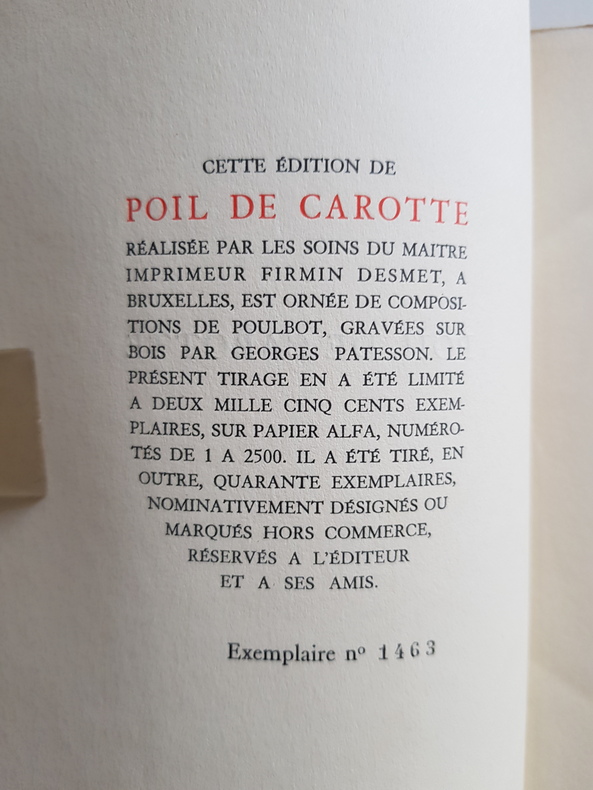 CETTE ÉDITION DE
POIL DE CAROTTE
RÉALISÉE PAR LES SOINS DU MAITRE
IMPRIMEUR FIRMIN DESMET, A
BRUXELLES, EST ORNÉE DE COMPOSI-
TIONS DE POULBOT, GRAVÉES SUR
BOIS PAR GEORGES PATESSON. LE
PRÉSENT TIRAGE EN A ÉTÉ LIMITÉ
A DEUX MILLE CINQ CENTS EXEM-
PLAIRES, SUR PAPIER ALFA, NUMÉRO-
TÉS DE 1 A 2500. IL A ÉTÉ TIRÉ, EN
OUTRE, QUARANTE EXEMPLAIRES,
NOMINATIVEMENT DÉSIGNÉS OU
MARQUÉS HORS COMMERCE,
RÉSERVÉS A L'ÉDITEUR
ET A SES AMIS.
Exemplaire nº 1463